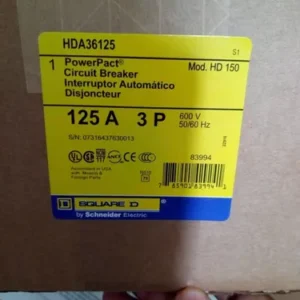 HDA36125
S1
1 PowerPact® Mod. HD 150
Circuit Breaker
Interruptor Automático
Disjoncteur
125 A 3 P 600 V
50/60 Hz
83994
SQUARE D
by Schneider Electric